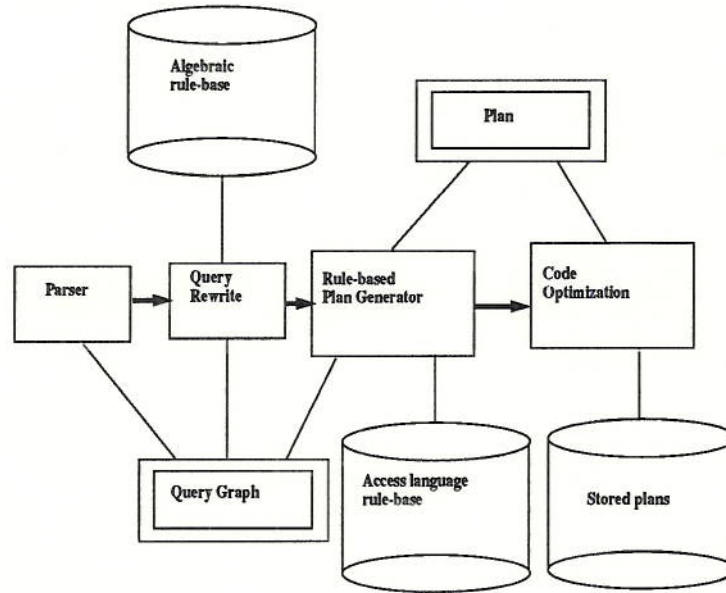 Algebraic
rule-base
Plan
Parser
Query
Rewrite
Rule-based
Plan Generator
Code
Optimization
Query Graph
Access language
rule-base
Stored plans